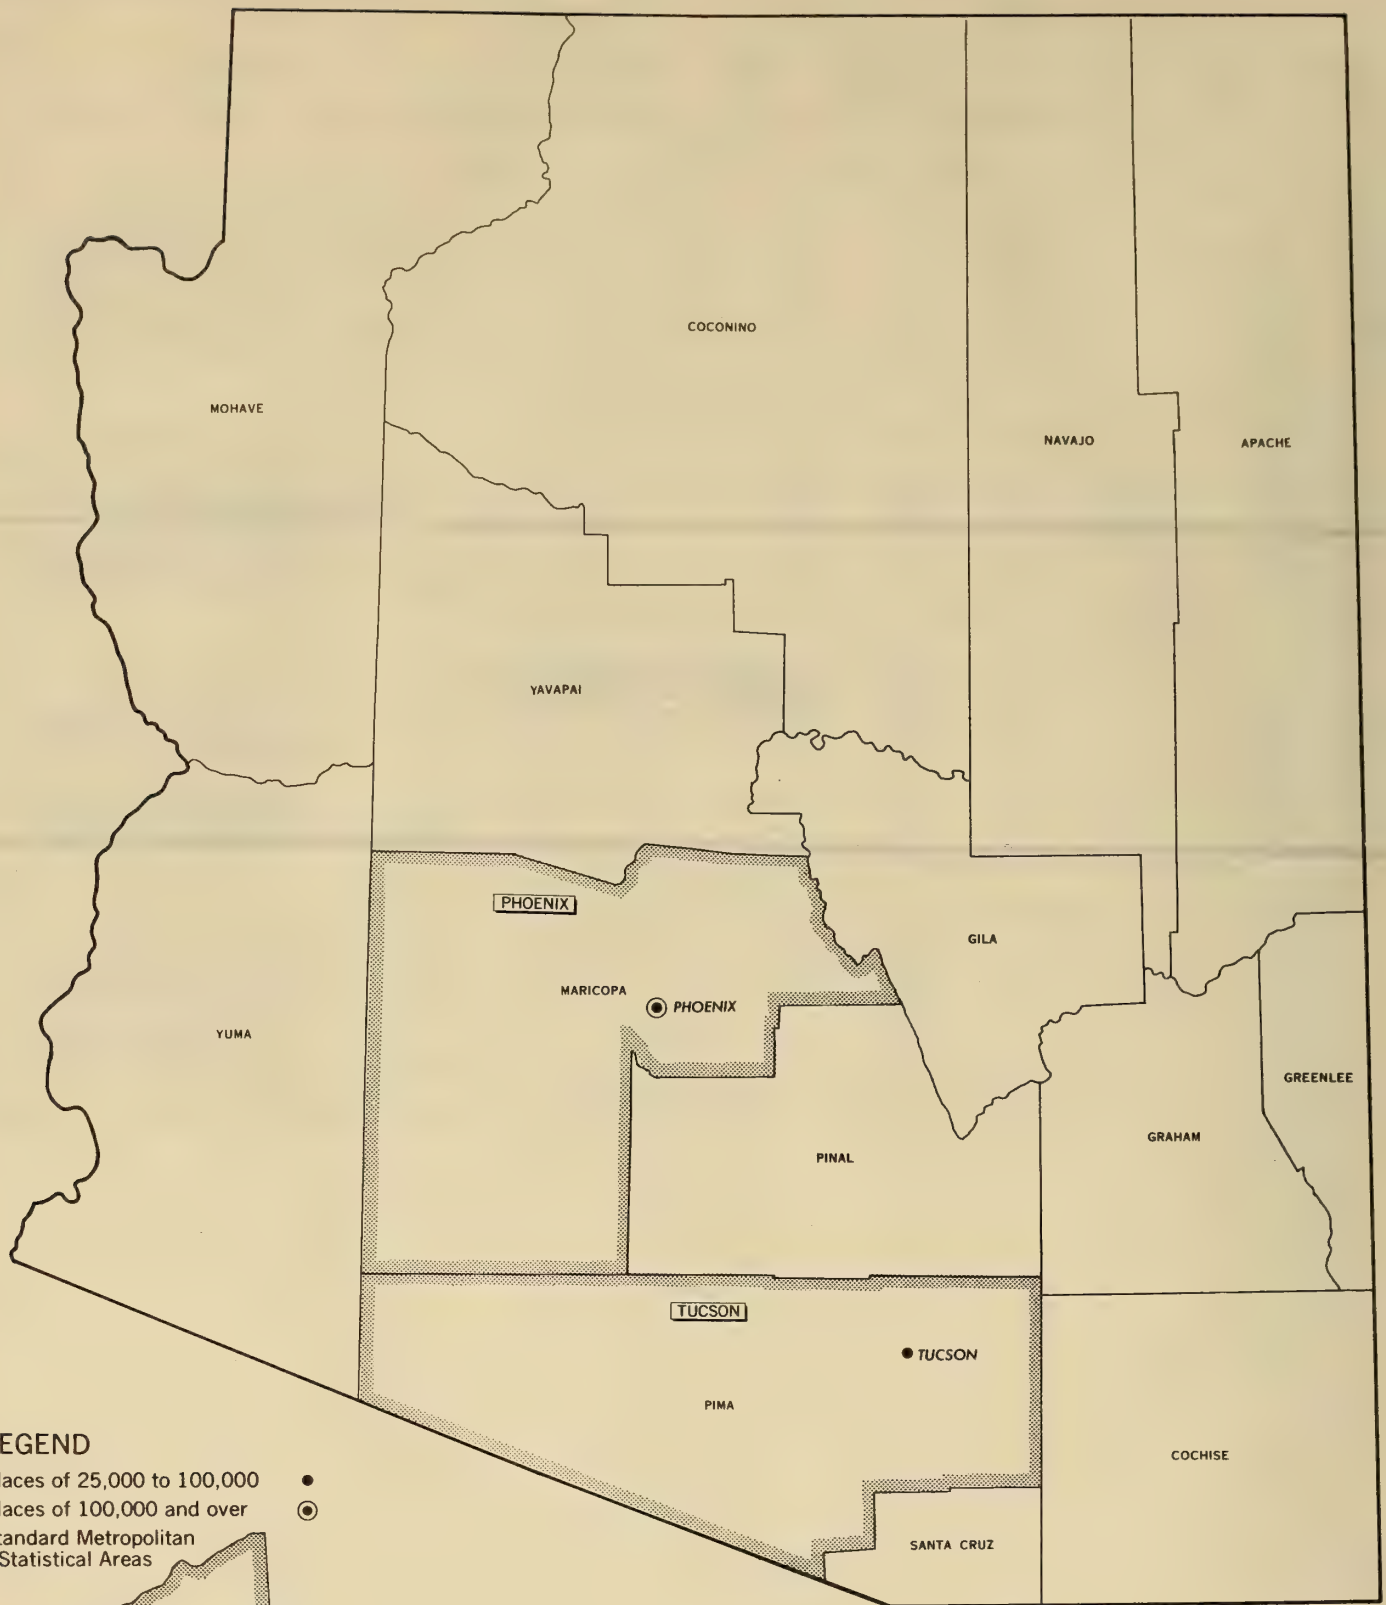 COCONINO
MOHAVE
NAVAJO
APACHE
YAVAPAI
PHOENIX
GILA
MARICOPA
PHOENIX
YUMA
GREENLEE
GRAHAM
PINAL
TUCSON
TUCSON
PIMA
COCHISE
EGEND
laces of 25,000 to 100,000
laces of 100,000 and over
tandard Metropolitan
Statistical Areas
SANTA CRUZ